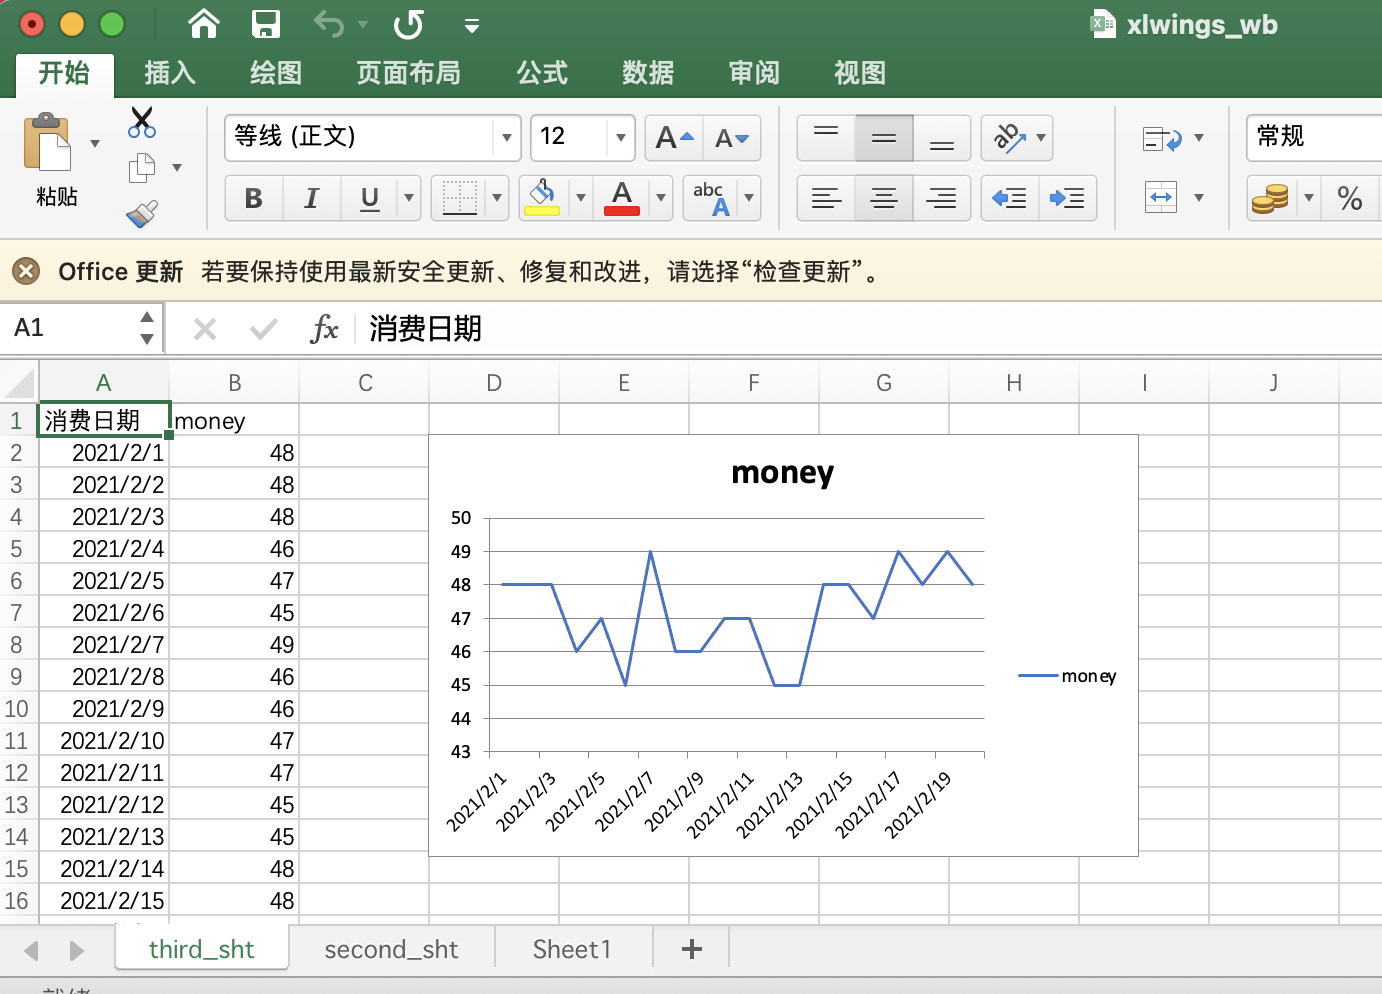 xlwings_wb
开始 插入 绘图 页面布局 公式 数据 审阅 视图
粘贴
等线 (正文) 12 A A ab 常规
B I U A abc A %
Office 更新 若要保持使用最新安全更新、修复和改进，请选择“检查更新”。
A1 fx 消费日期
A B C D E F G H I J
1 消费日期 money
2 2021/2/1 48
3 2021/2/2 48
4 2021/2/3 48
5 2021/2/4 46
6 2021/2/5 47
7 2021/2/6 45
8 2021/2/7 49
9 2021/2/8 46
10 2021/2/9 46
11 2021/2/10 47
12 2021/2/11 47
13 2021/2/12 45
14 2021/2/13 45
15 2021/2/14 48
16 2021/2/15 48
money
50
49
48
47
46
45
44
43
2021/2/1 2021/2/3 2021/2/5 2021/2/7 2021/2/9 2021/2/11 2021/2/13 2021/2/15 2021/2/17 2021/2/19
money
third_sht second_sht Sheet1 +